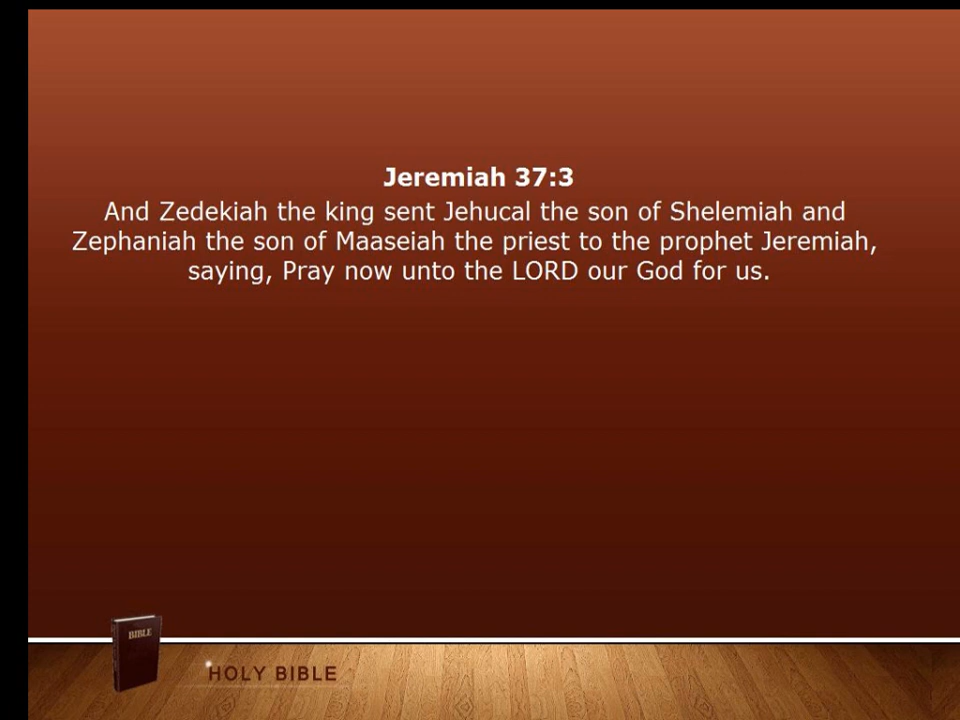 Jeremiah 37:3
And Zedekiah the king sent Jehucal the son of Shelemiah and
Zephaniah the son of Maaseiah the priest to the prophet Jeremiah,
saying, Pray now unto the LORD our God for us.
BIBLE
HOLY BIBLE